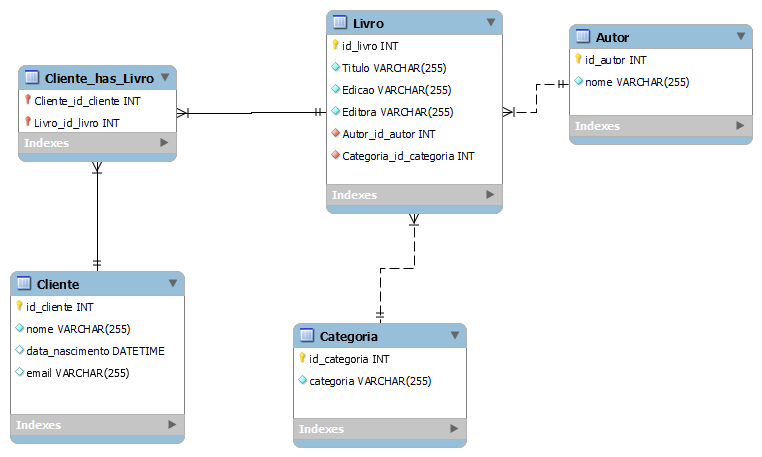 Livro
id_livro INT
Titulo VARCHAR(255)
Edicao VARCHAR(255)
Editora VARCHAR(255)
Autor_id_autor INT
Categoria_id_categoria INT
Indexes
Autor
id_autor INT
nome VARCHAR(255)
Indexes
Cliente_has_Livro
Cliente_id_cliente INT
Livro_id_livro INT
Indexes
Cliente
id_cliente INT
nome VARCHAR(255)
data_nascimento DATETIME
email VARCHAR(255)
Indexes
Categoria
id_categoria INT
categoria VARCHAR(255)
Indexes